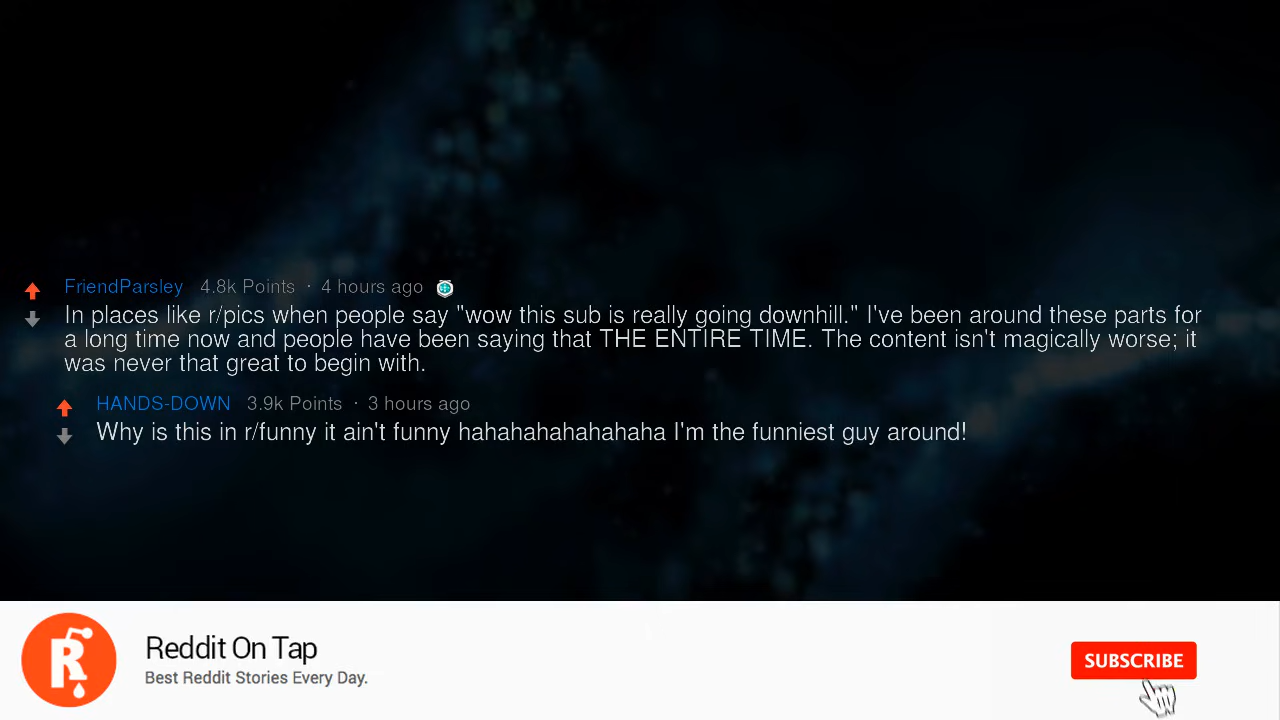 FriendParsley 4.8k Points · 4 hours ago
In places like r/pics when people say "wow this sub is really going downhill." I've been around these parts for
a long time now and people have been saying that THE ENTIRE TIME. The content isn't magically worse; it
was never that great to begin with.
HANDS-DOWN 3.9k Points · 3 hours ago
Why is this in r/funny it ain't funny hahahahahahahaha I'm the funniest guy around!
Reddit On Tap
Best Reddit Stories Every Day.
SUBSCRIBE